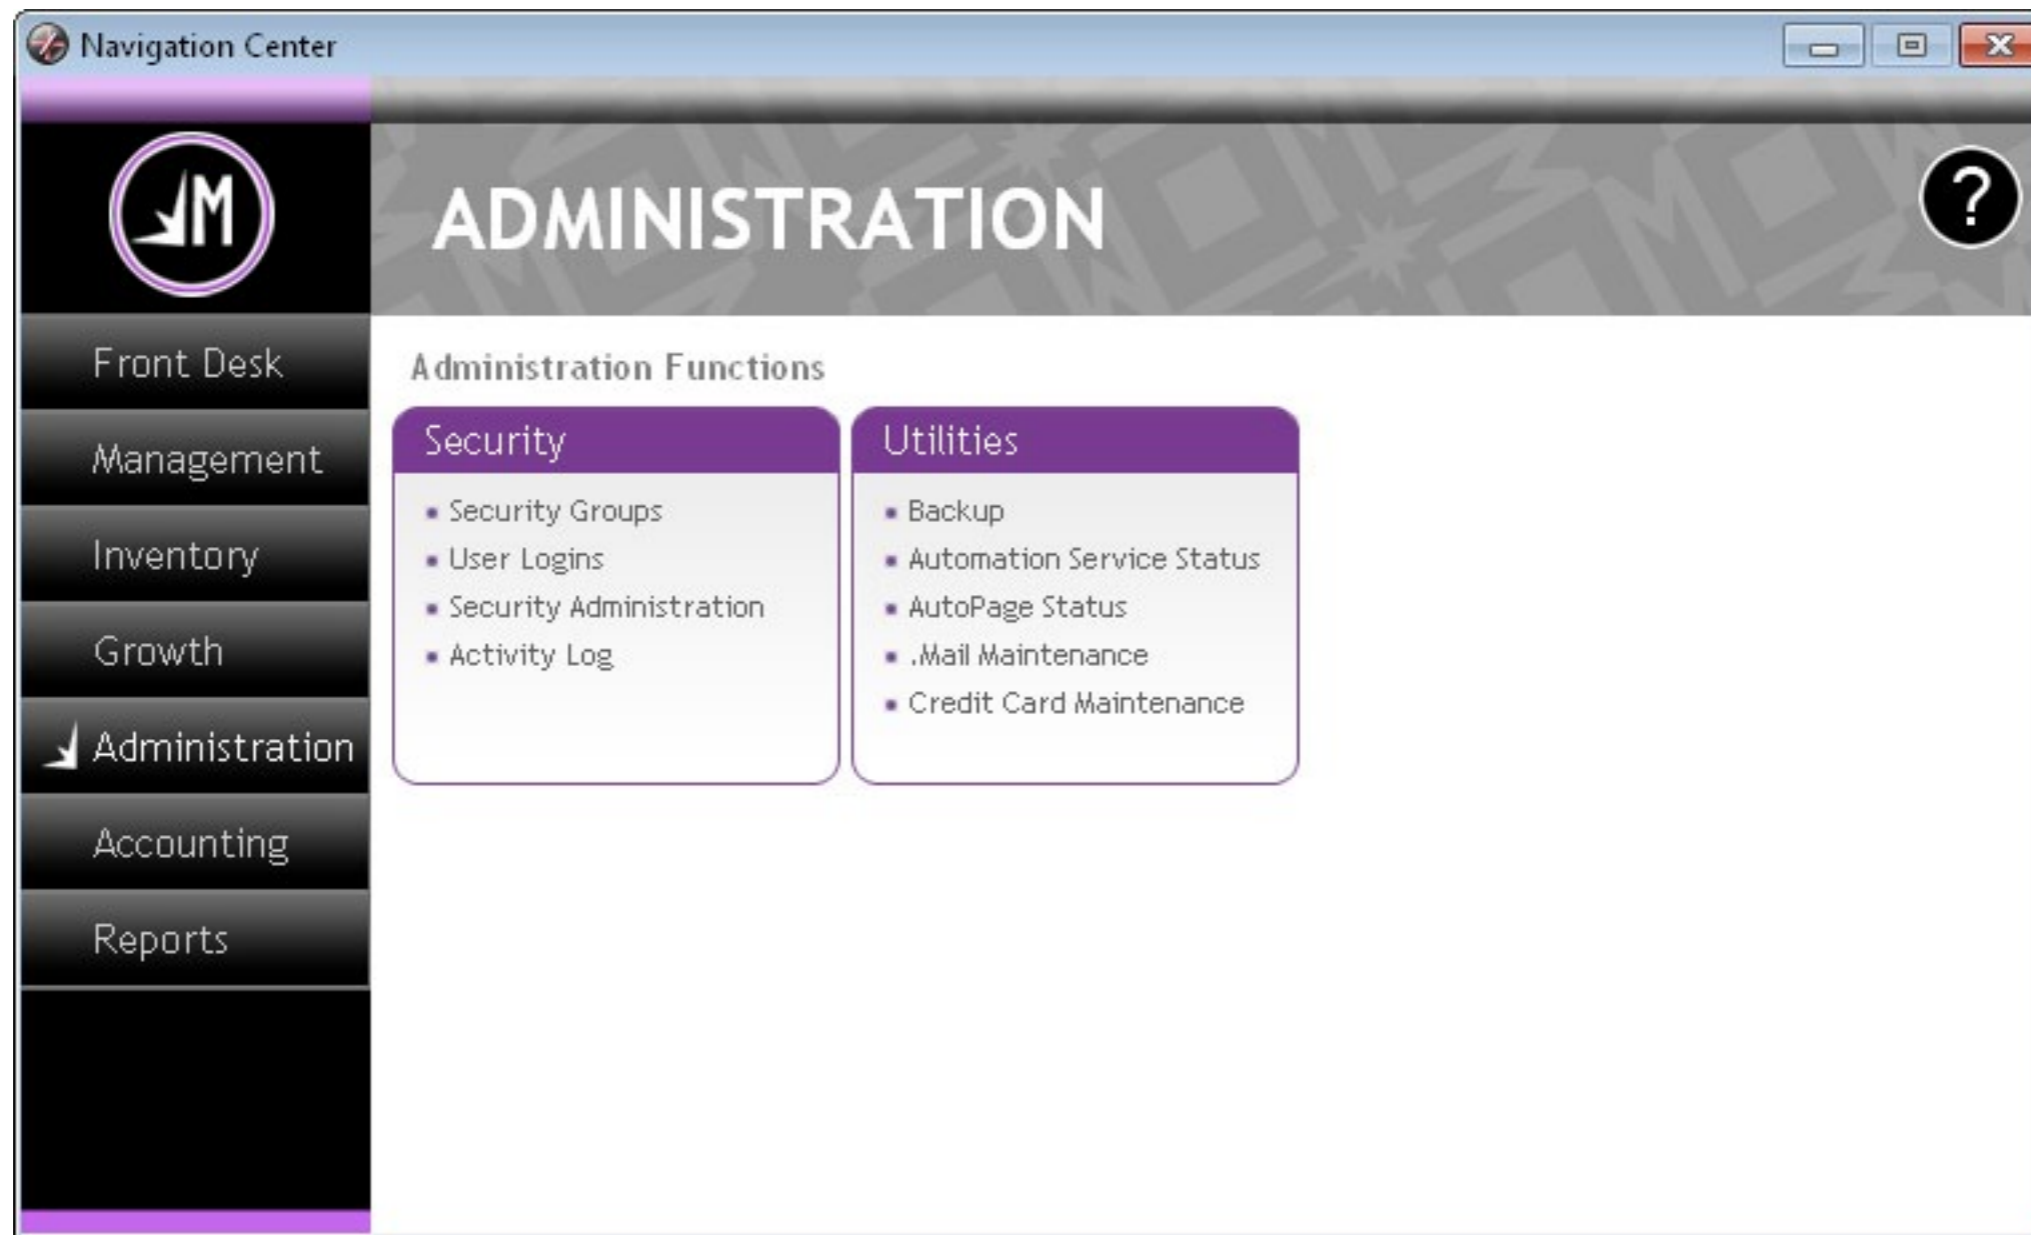 Navigation Center
M
ADMINISTRATION
?
Front Desk
Management
Inventory
Growth
Administration
Accounting
Reports
Administration Functions
Security
Security Groups
User Logins
Security Administration
Activity Log
Utilities
Backup
Automation Service Status
AutoPage Status
.Mail Maintenance
Credit Card Maintenance